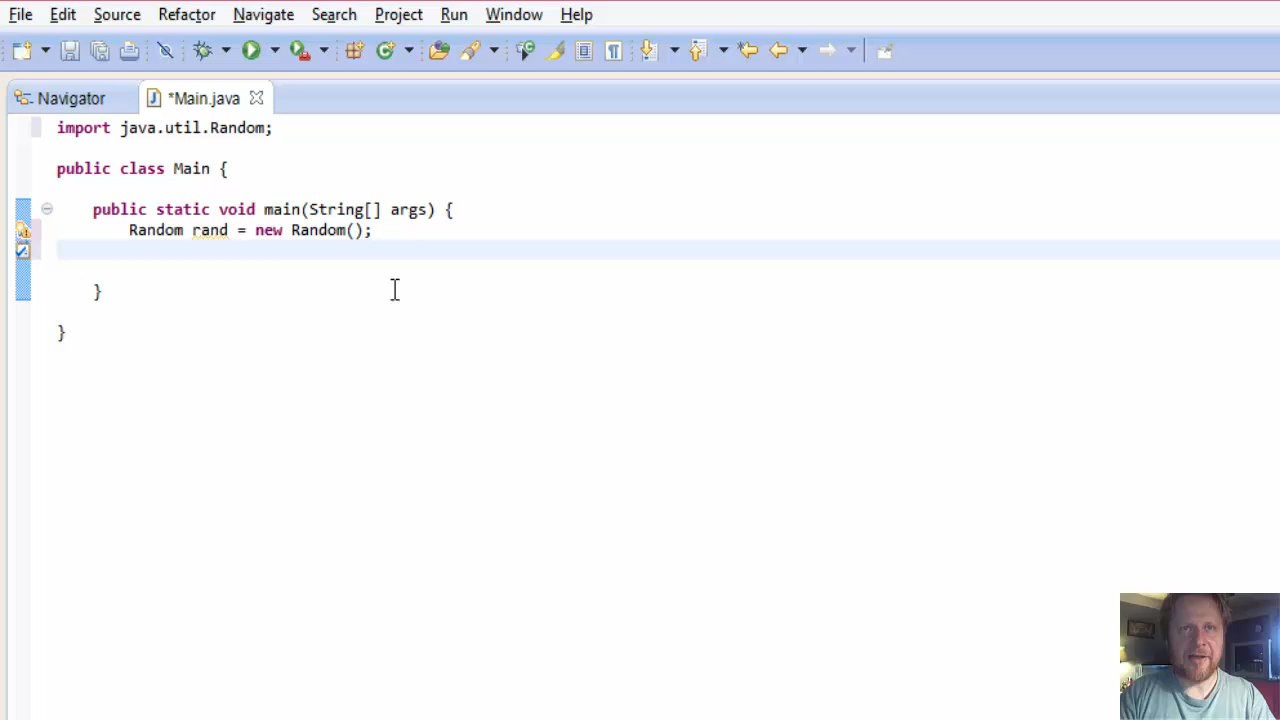 File Edit Source Refactor Navigate Search Project Run Window Help
Navigator *Main.java
import java.util.Random;
public class Main {
public static void main(String[] args) {
Random rand = new Random();
}
}